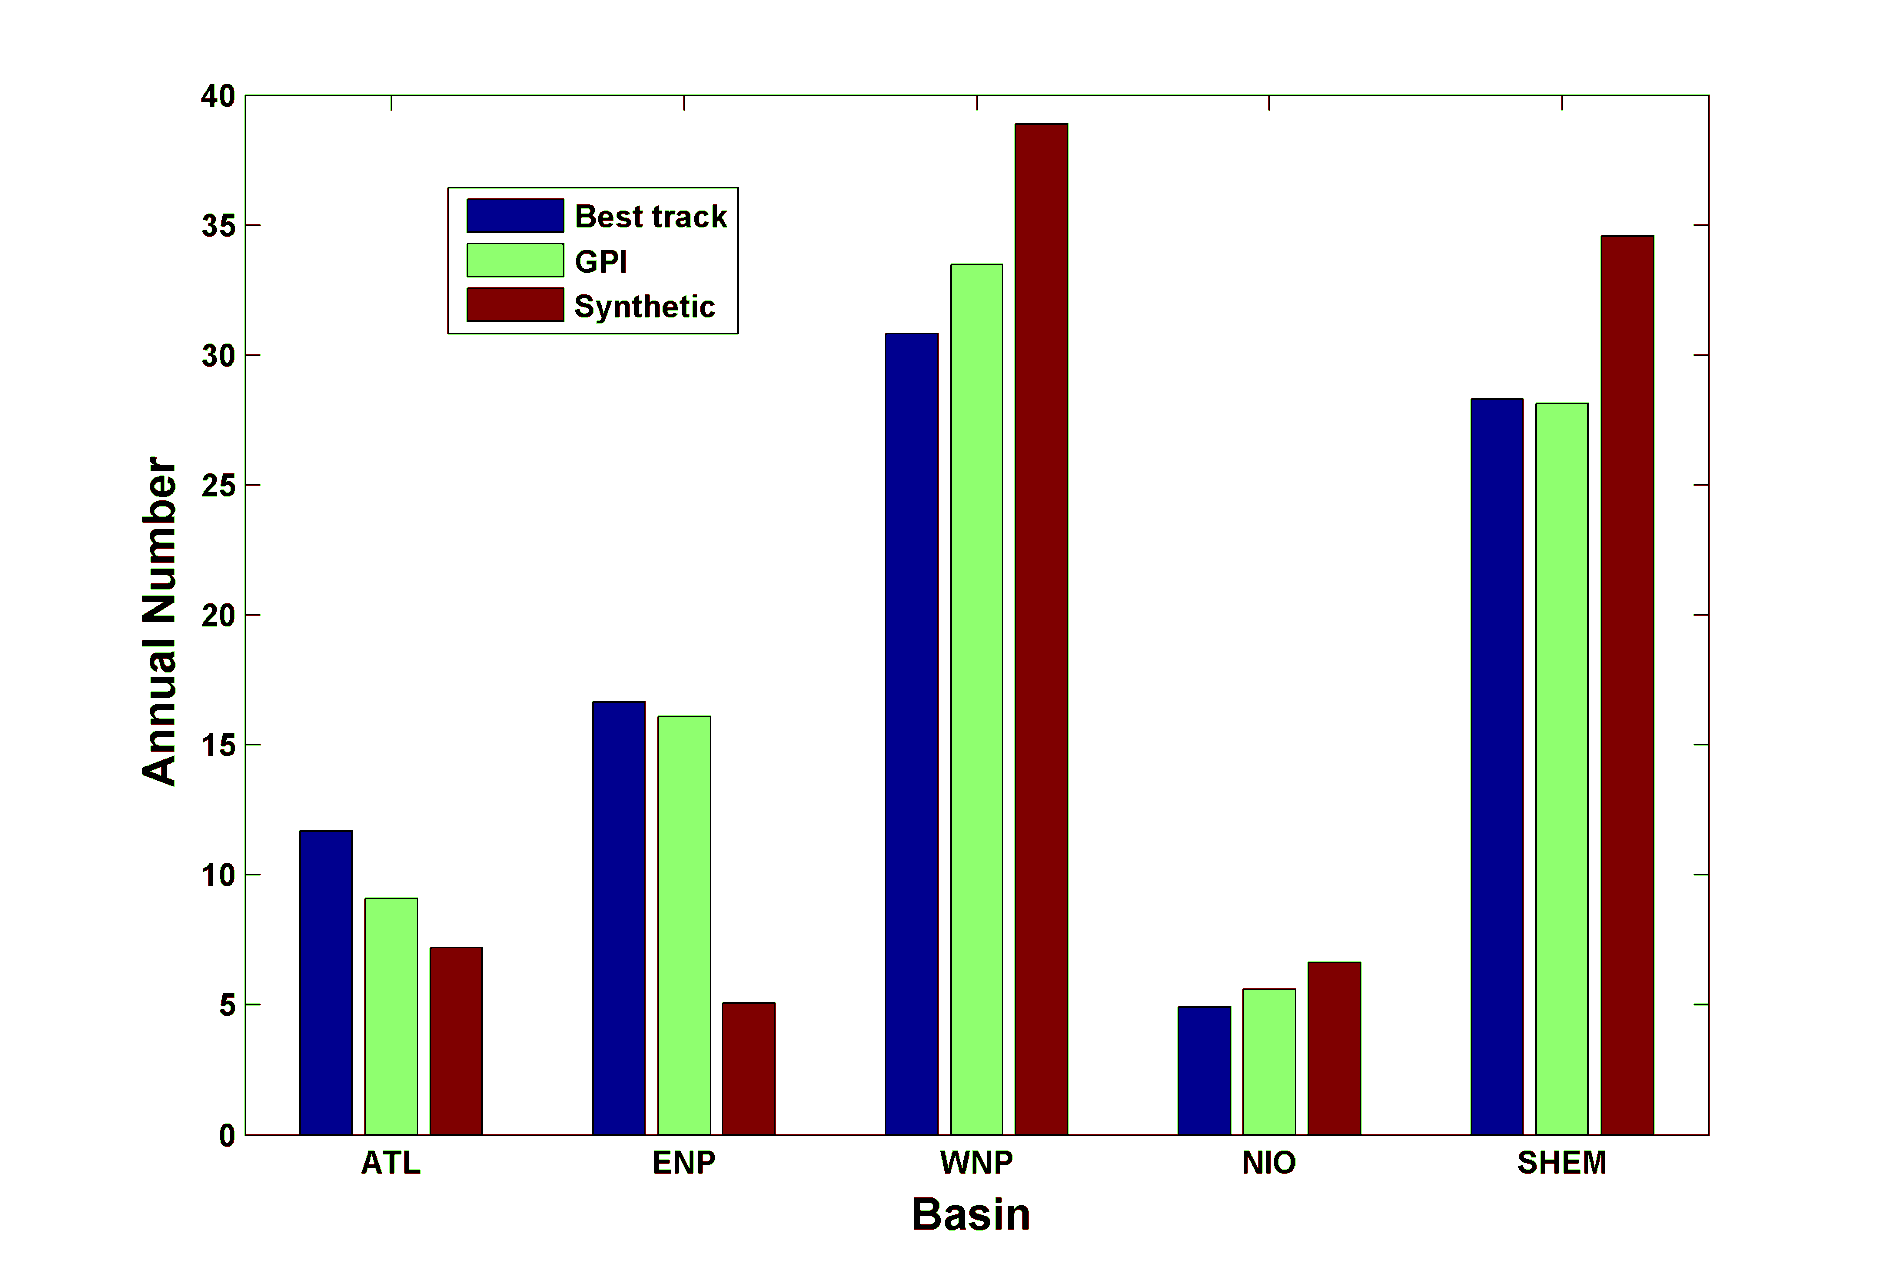 40
35
30
25
20
15
10
5
0
Annual Number
Best track
GPI
Synthetic
ATL ENP WNP NIO SHEM
Basin